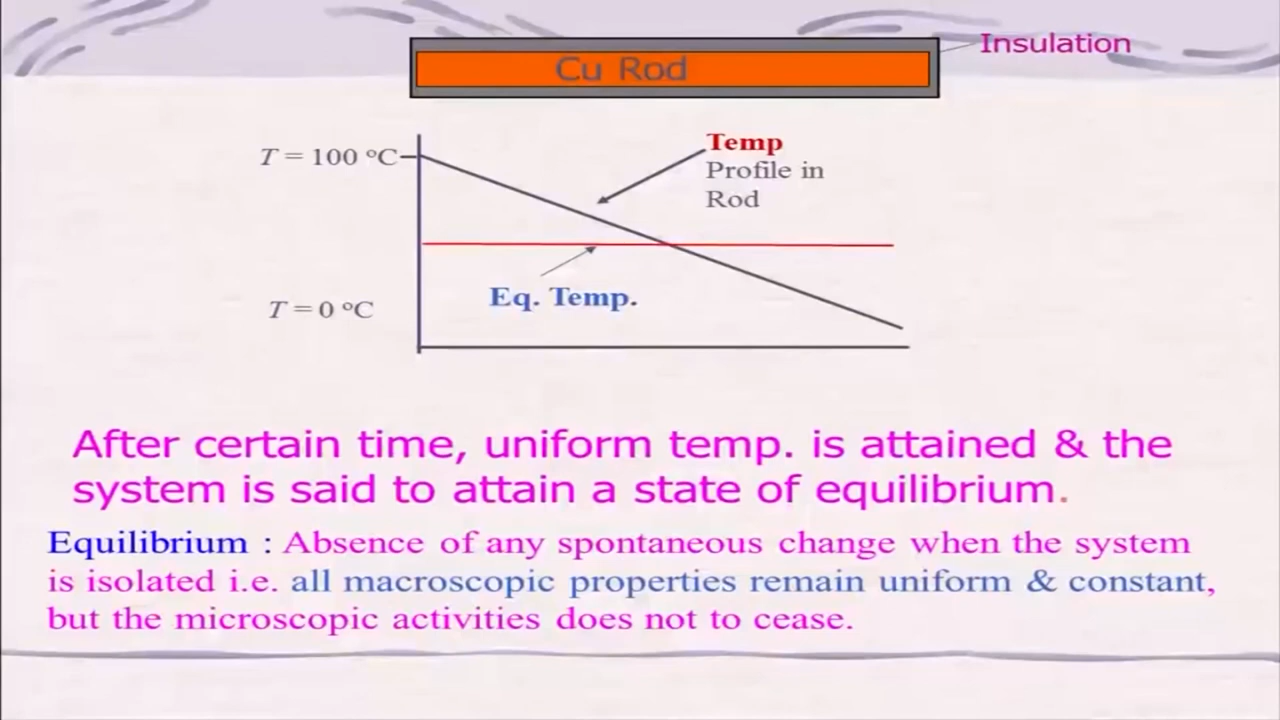 Insulation
Cu Rod
T = 100 °C
Temp
Profile in
Rod
Eq. Temp.
T = 0 °C
After certain time, uniform temp. is attained & the
system is said to attain a state of equilibrium.
Equilibrium : Absence of any spontaneous change when the system
is isolated i.e. all macroscopic properties remain uniform & constant,
but the microscopic activities does not to cease.